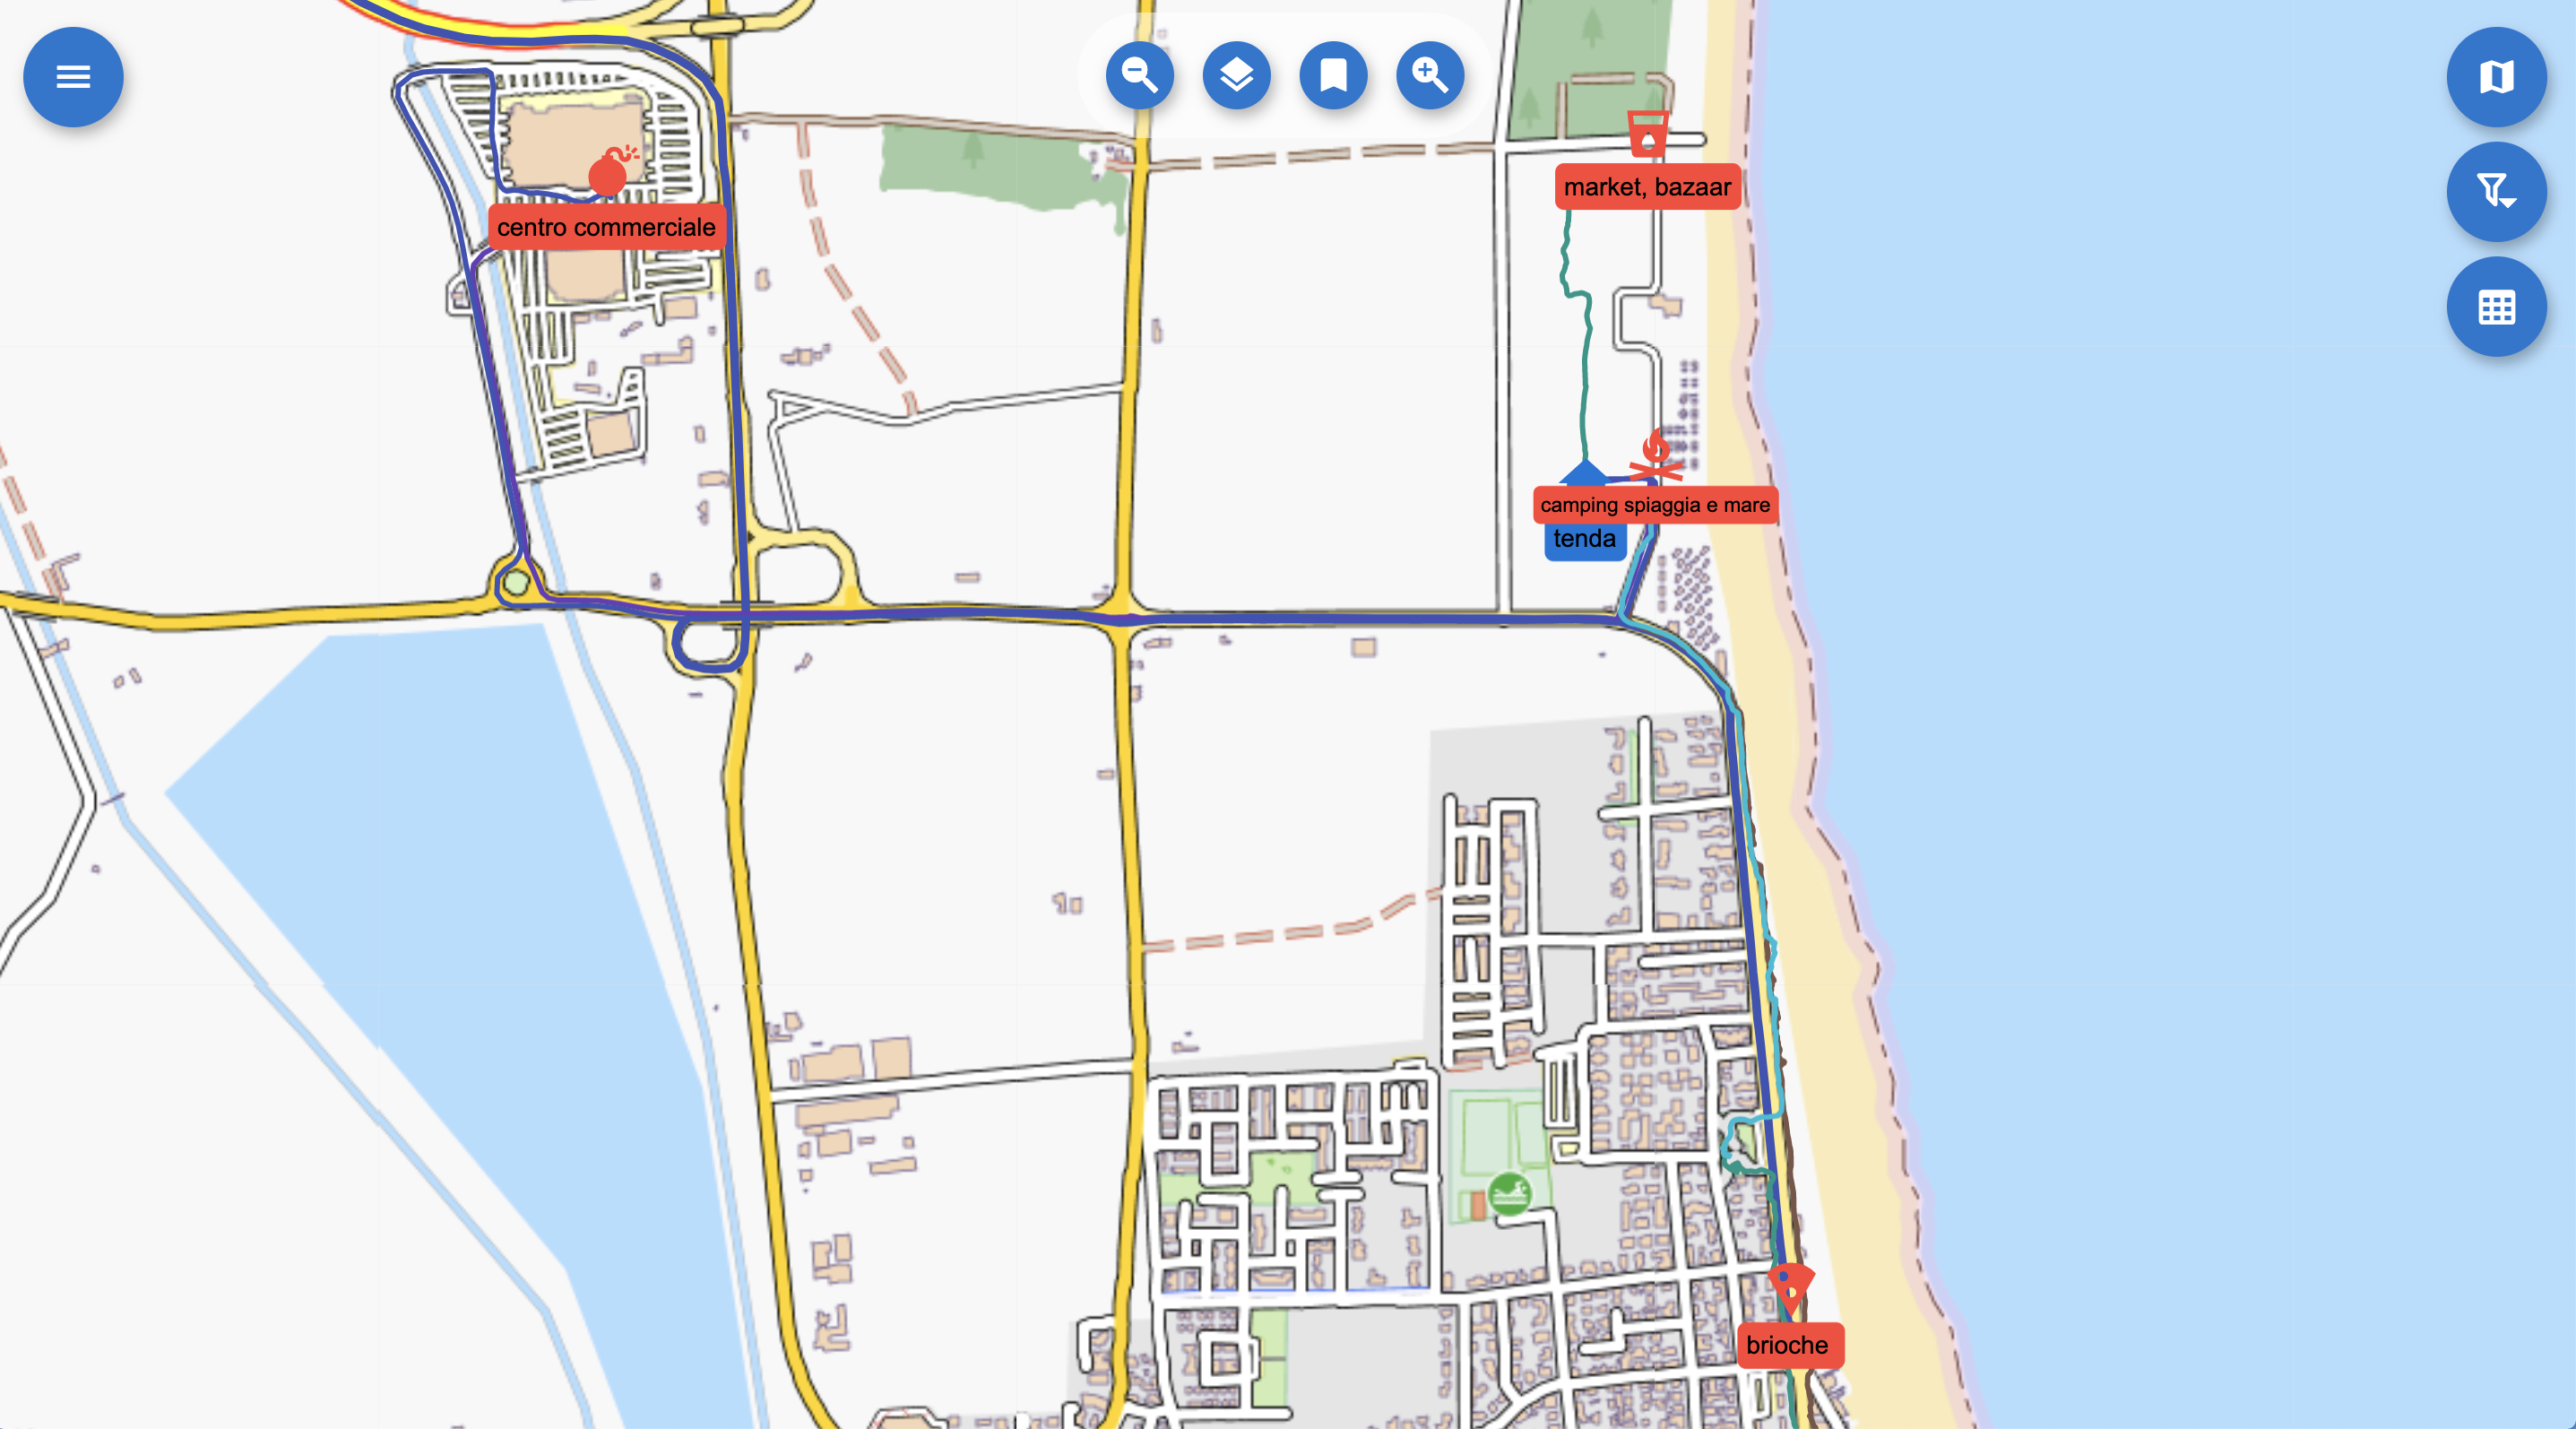 market, bazaar
centro commerciale
camping spiaggia e mare
tenda
brioche